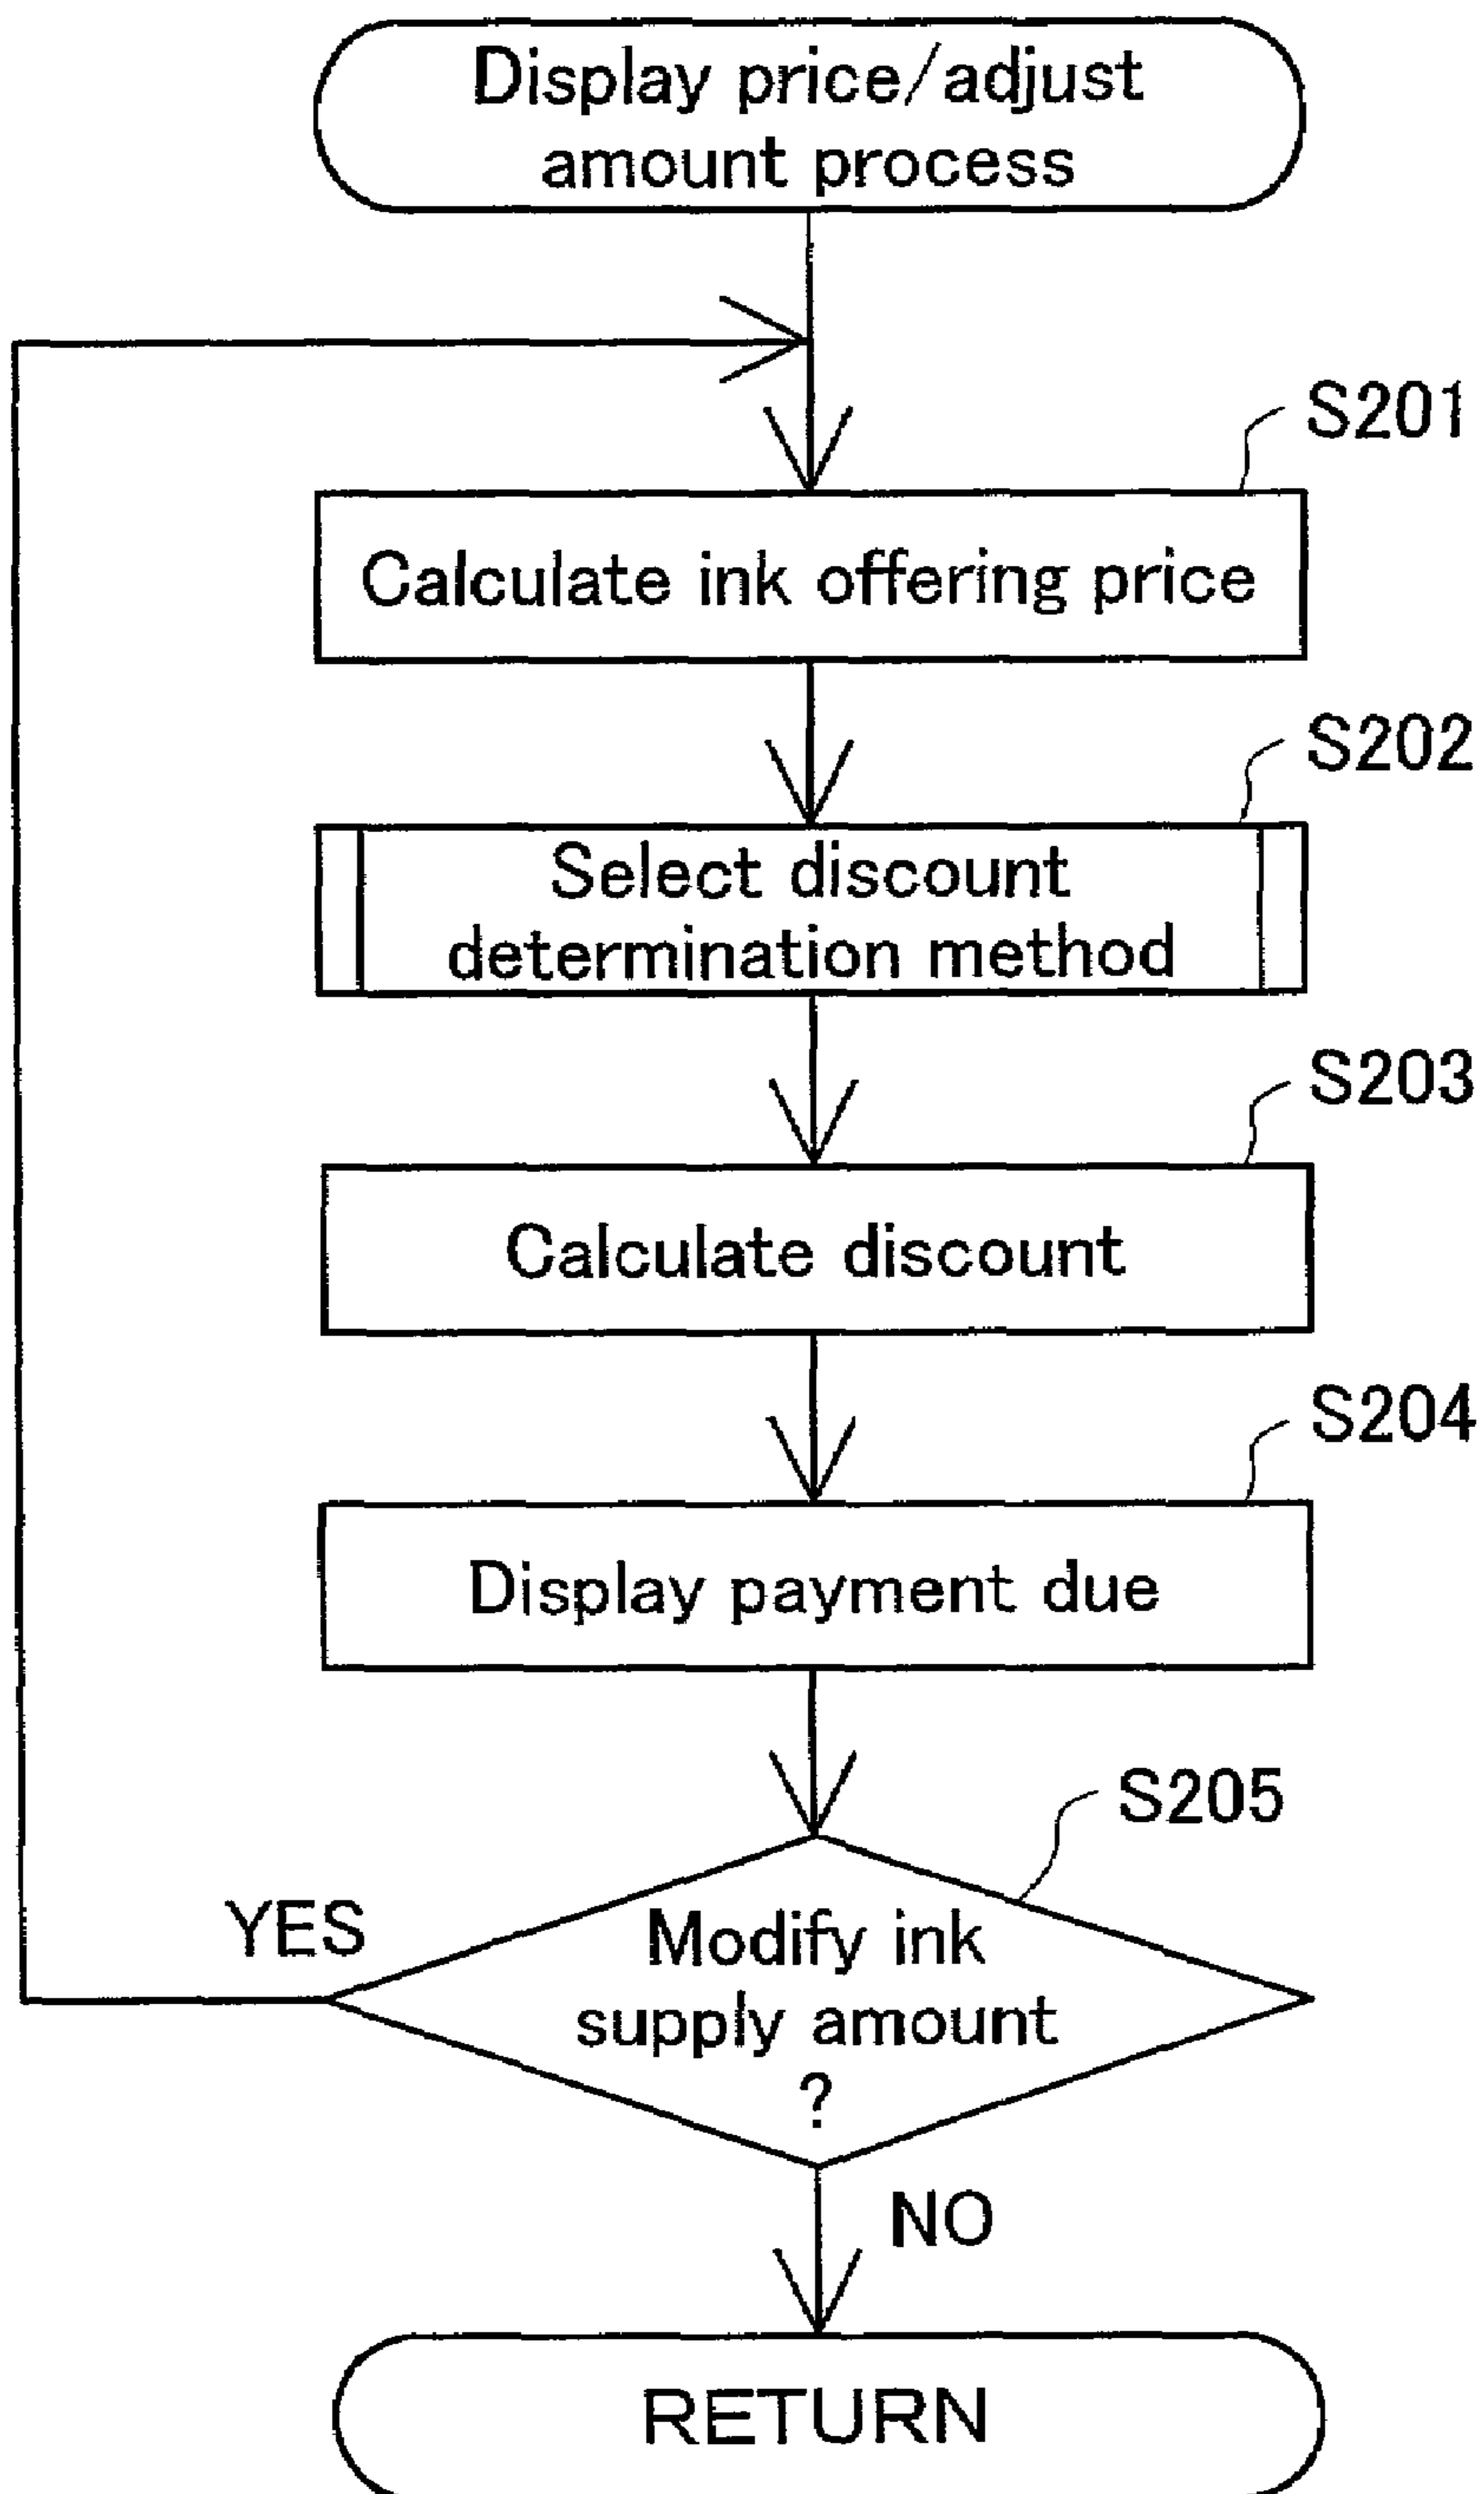 Display price/adjust
amount process
S201
Calculate ink offering price
S202
Select discount
determination method
S203
Calculate discount
S204
Display payment due
S205
YES
Modify ink
supply amount
?
NO
RETURN